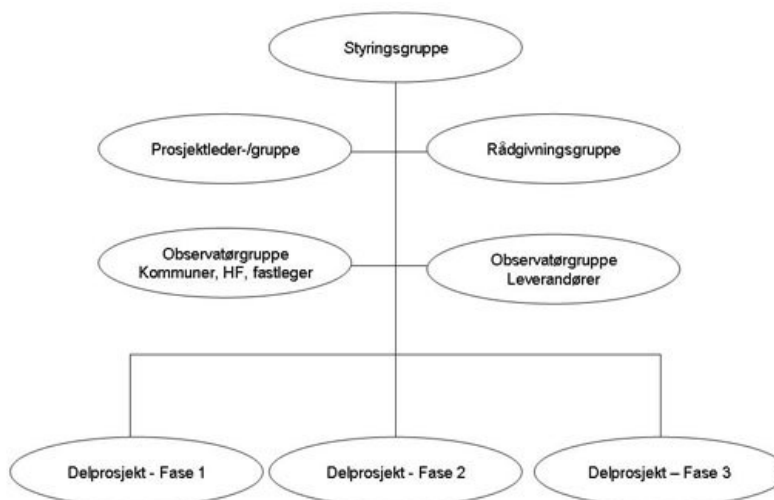 Styringsgruppe
Prosjektleder-/gruppe
Rådgivningsgruppe
Observatørgruppe
Kommuner, HF, fastleger
Observatørgruppe
Leverandører
Delprosjekt - Fase 1
Delprosjekt - Fase 2
Delprosjekt – Fase 3